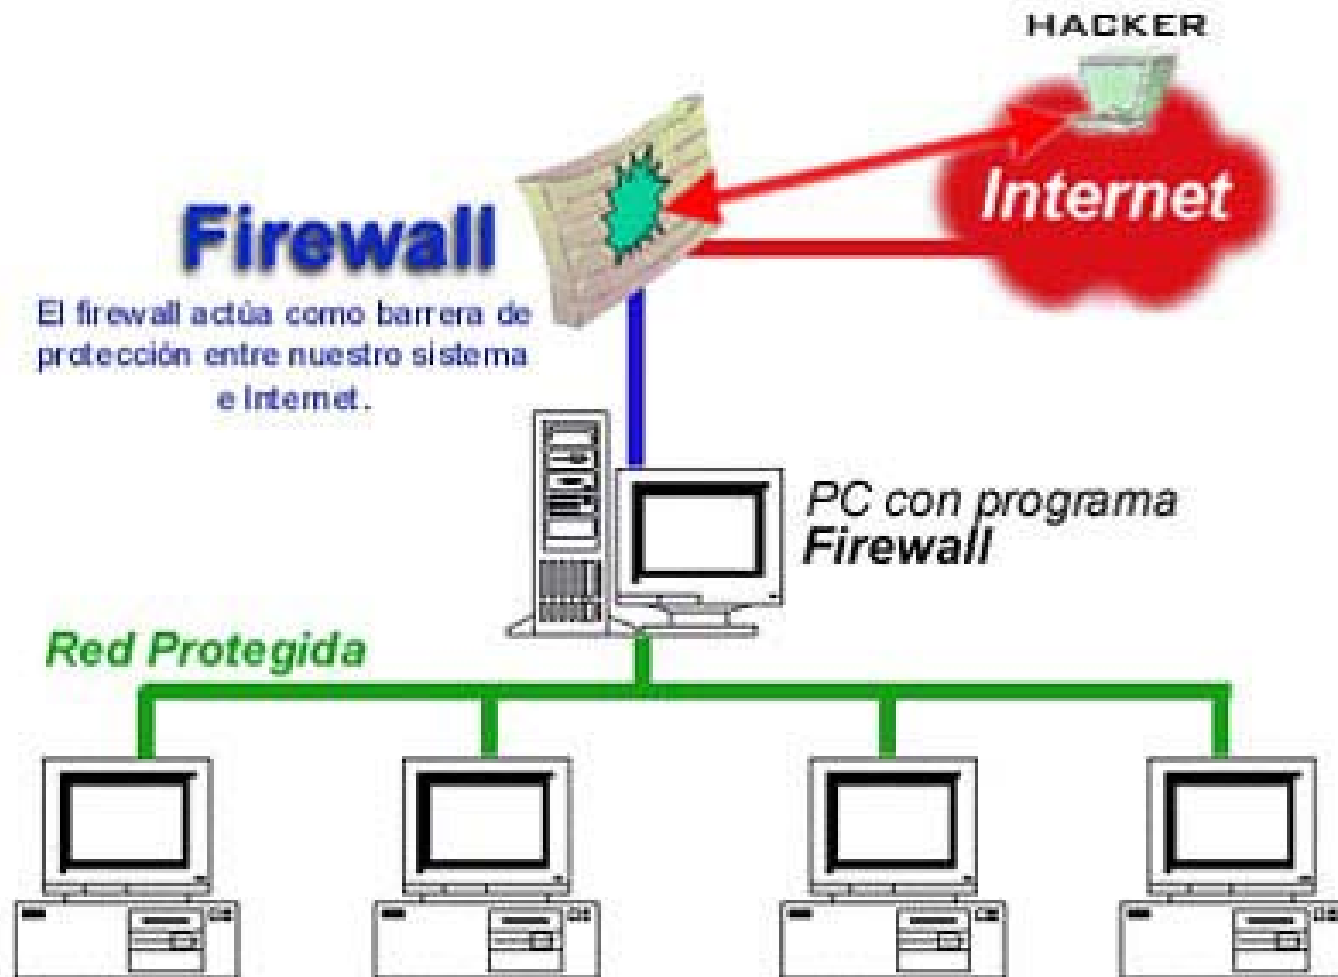 HACKER
Internet
Firewall
El firewall actúa como barrera de
protección entre nuestro sistema
e Internet.
PC con programa
Firewall
Red Protegida